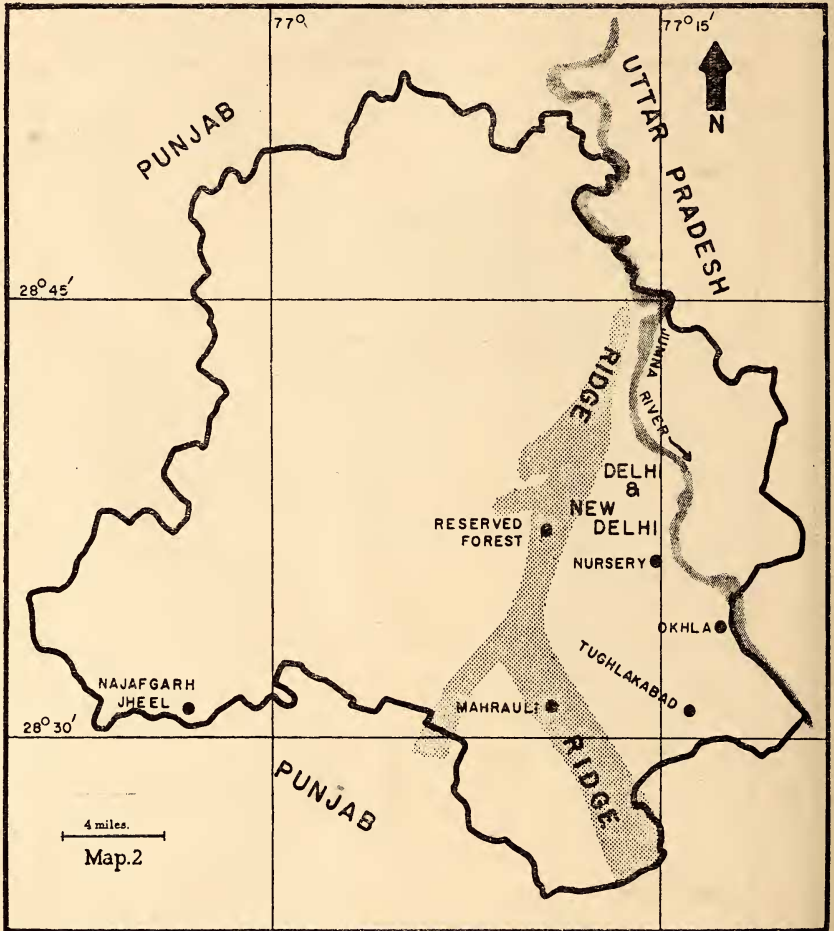 77°
77°15′
N
PUNJAB
UTTAR PRADESH
28°45′
RIDGE
JUMNA
RIVER
DELHI
&
NEW
DELHI
RESERVED
FOREST
NURSERY
OKHLA
TUGHLAKABAD
NAJAFGARH
JHEEL
MAHRAULI
28°30′
RIDGE
PUNJAB
4 miles.
Map.2